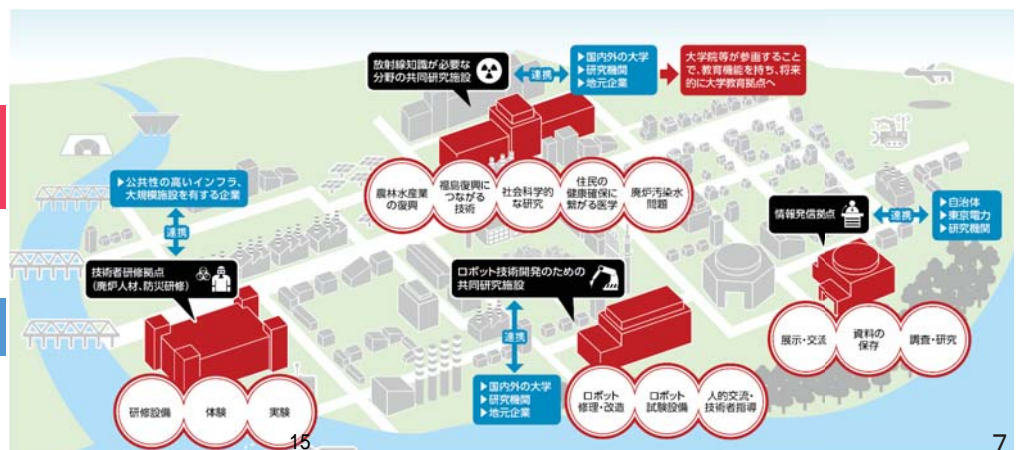 放射線知識が必要な
分野の共同研究施設
連携
▶国内外の大学
▶研究機関
▶地元企業
大学院等が参画すること
で、教育機能を持ち、将来
的に大学教育拠点へ
農林水産業
の復興
福島復興に
つながる
技術
社会科学的
な研究
住民の
健康確保に
繋がる医学
廃炉汚染水
問題
▶公共性の高いインフラ、
大規模施設を有する企業
連携
技術者研修拠点
(廃炉人材、防災研修)
研修設備
体験
実験
ロボット技術開発のための
共同研究施設
連携
▶国内外の大学
▶研究機関
▶地元企業
ロボット
修理・改造
ロボット
試験設備
人的交流・
技術者指導
情報発信拠点
連携
▶自治体
▶東京電力
▶研究機関
展示・交流
資料の
保存
調査・研究
15
7